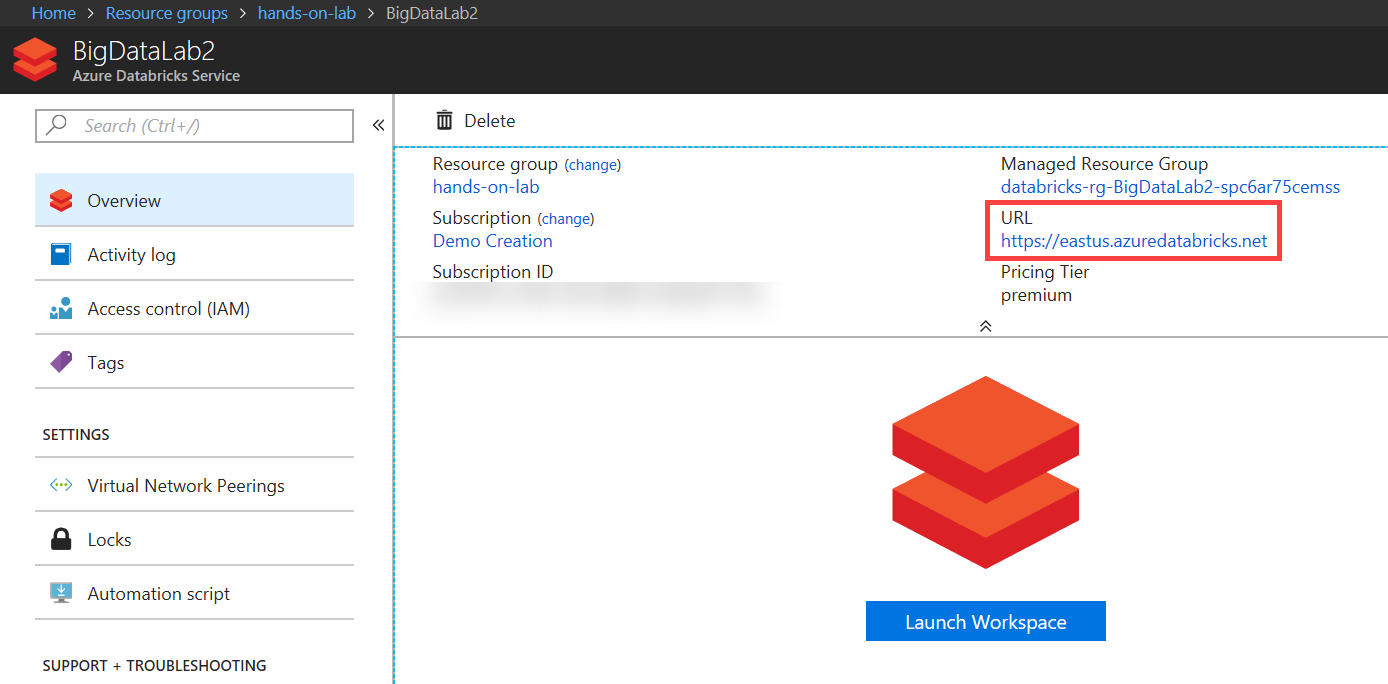 Home > Resource groups > hands-on-lab > BigDataLab2
BigDataLab2
Azure Databricks Service
Search (Ctrl+/)
«
Overview
Activity log
Access control (IAM)
Tags
SETTINGS
Virtual Network Peerings
Locks
Automation script
SUPPORT + TROUBLESHOOTING
Delete
Resource group (change)
hands-on-lab
Subscription (change)
Demo Creation
Subscription ID
Managed Resource Group
databricks-rg-BigDataLab2-spc6ar75cemss
URL
https://eastus.azuredatabricks.net
Pricing Tier
premium
Launch Workspace